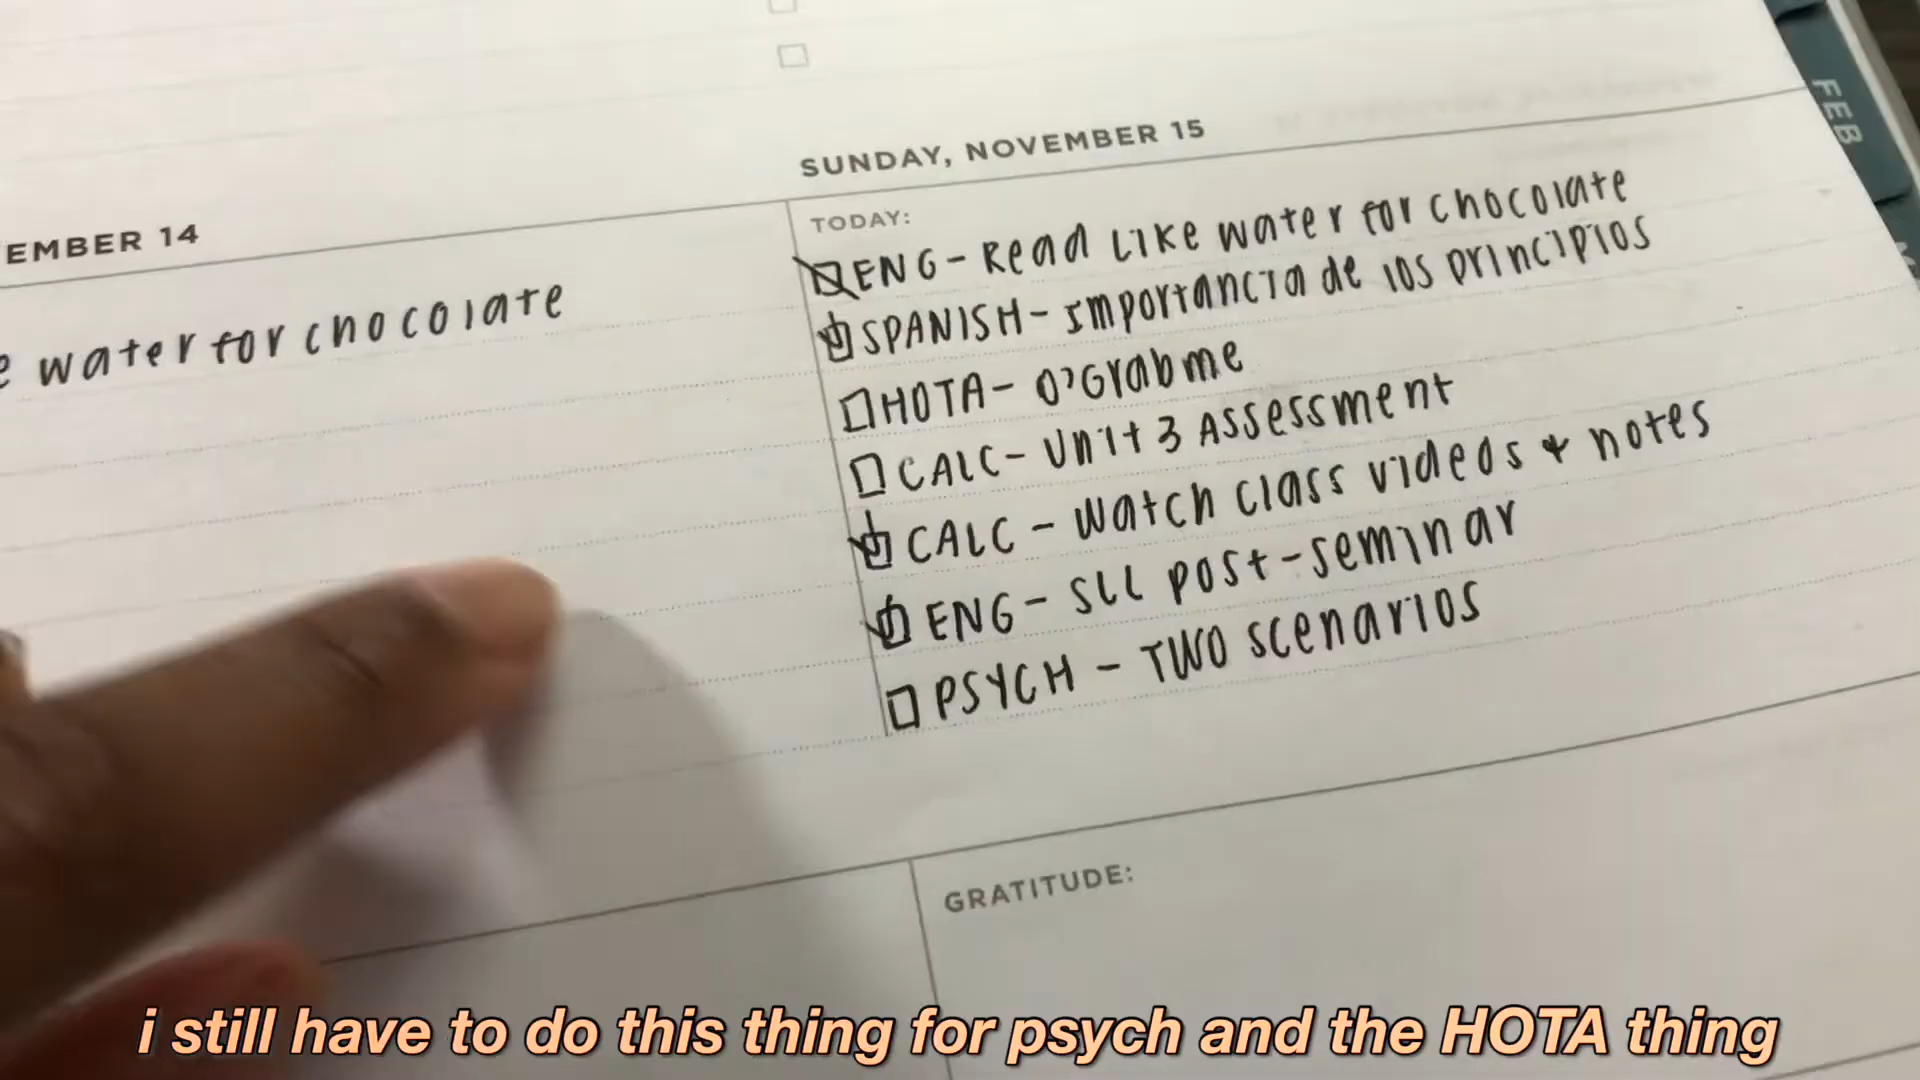 SUNDAY, NOVEMBER 15
EMBER 14
TODAY:
ENG - Read Like water for chocolate
SPANISH - Importancia de los principios
HOTA - O'Grabme
CALC - Unit 3 Assessment
CALC - Watch class videos + notes
ENG - SLL post-seminar
PSYCH - TWO scenarios
water for chocolate
GRATITUDE:
FEB
i still have to do this thing for psych and the HOTA thing